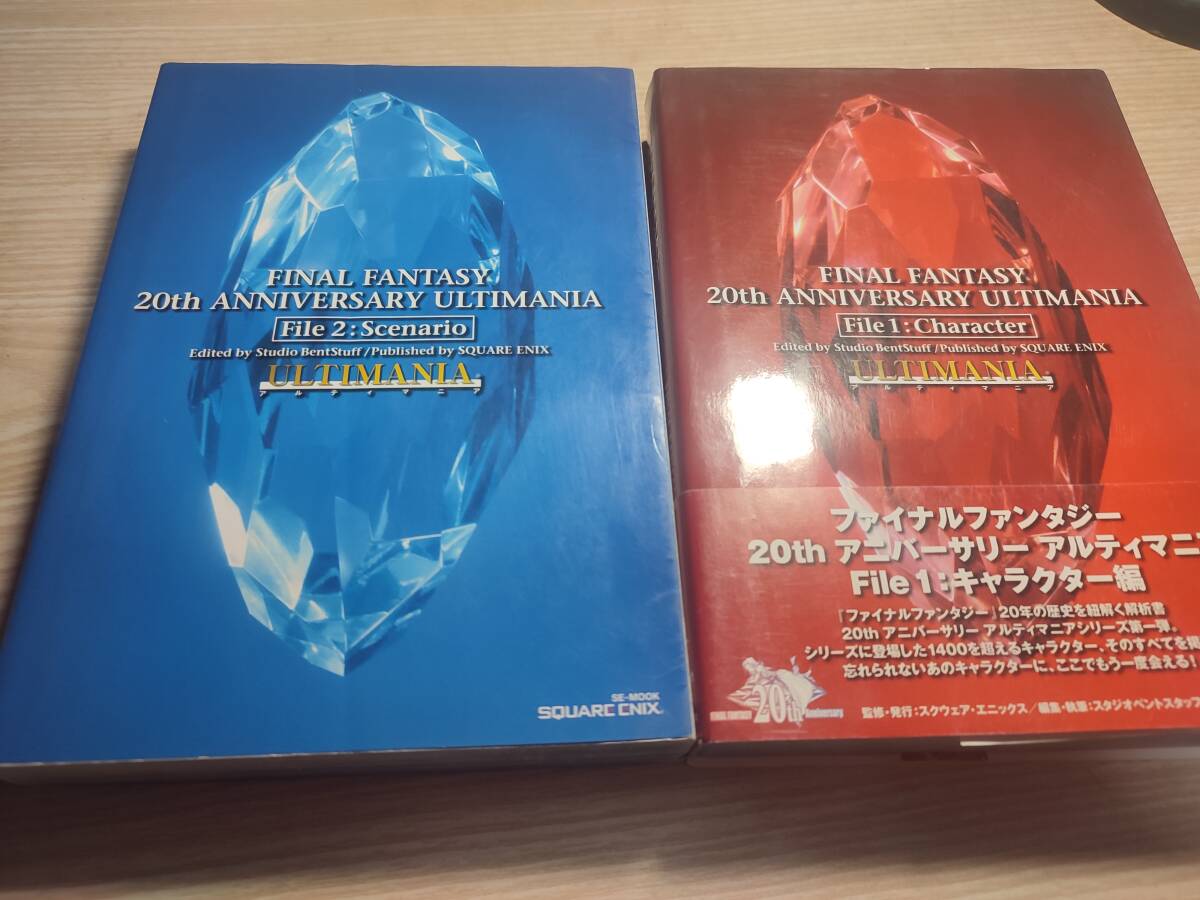 FINAL FANTASY
20th ANNIVERSARY ULTIMANIA
File 2:Scenario
Edited by Studio BentStuff/Published by SQUARE ENIX
ULTIMANIA
アルティマニア
SE-MOOK
SQUARE ENIX
FINAL FANTASY
20th ANNIVERSARY ULTIMANIA
File 1:Character
Edited by Studio BentStuff/Published by SQUARE ENIX
ULTIMANIA
アルティマニア
ファイナルファンタジー
20th アニバーサリー アルティマニ
File 1:キャラクター編
『ファイナルファンタジー』20年の歴史を紐解く解析書
20th アニバーサリー アルティマニアシリーズ第一弾。
シリーズに登場した1400を超えるキャラクター、そのすべてを掲
忘れられないあのキャラクターに、ここでもう一度会える!
FINAL FANTASY 20th Anniversary
監修・発行:スクウェア・エニックス/編集・執筆:スタジオベントスタッフ